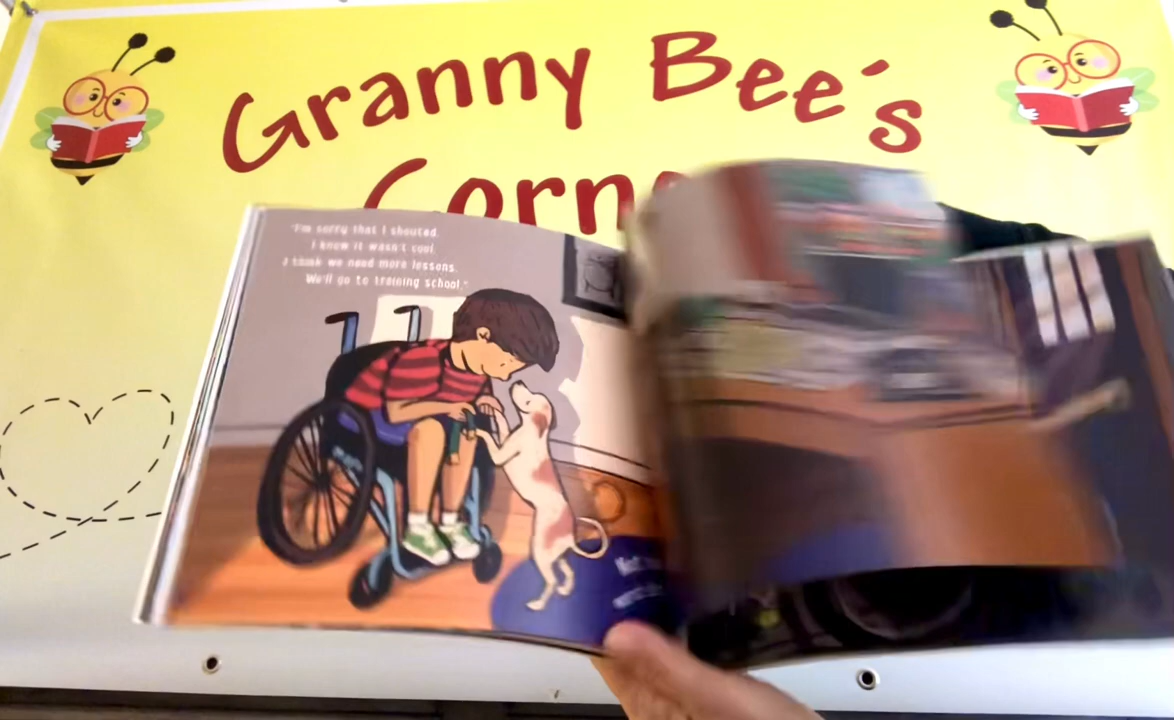 Granny Bee's
Corn
"I'm sorry that I shouted.
I know it wasn't cool.
I think we need more lessons.
We'll go to training school."